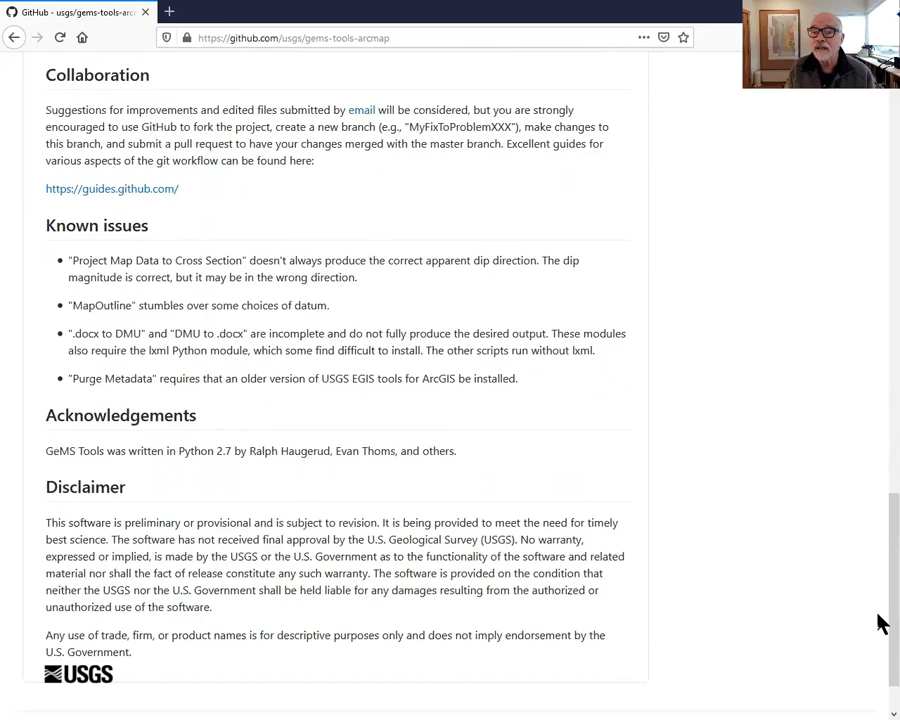 GitHub - usgs/gems-tools-arcm
https://github.com/usgs/gems-tools-arcmap
Collaboration
Suggestions for improvements and edited files submitted by email will be considered, but you are strongly
encouraged to use GitHub to fork the project, create a new branch (e.g., "MyFixToProblemXXX"), make changes to
this branch, and submit a pull request to have your changes merged with the master branch. Excellent guides for
various aspects of the git workflow can be found here:
https://guides.github.com/
Known issues
• "Project Map Data to Cross Section" doesn't always produce the correct apparent dip direction. The dip
magnitude is correct, but it may be in the wrong direction.
• "MapOutline" stumbles over some choices of datum.
• ".docx to DMU" and "DMU to .docx" are incomplete and do not fully produce the desired output. These modules
also require the lxml Python module, which some find difficult to install. The other scripts run without lxml.
• "Purge Metadata" requires that an older version of USGS EGIS tools for ArcGIS be installed.
Acknowledgements
GeMS Tools was written in Python 2.7 by Ralph Haugerud, Evan Thoms, and others.
Disclaimer
This software is preliminary or provisional and is subject to revision. It is being provided to meet the need for timely
best science. The software has not received final approval by the U.S. Geological Survey (USGS). No warranty,
expressed or implied, is made by the USGS or the U.S. Government as to the functionality of the software and related
material nor shall the fact of release constitute any such warranty. The software is provided on the condition that
neither the USGS nor the U.S. Government shall be held liable for any damages resulting from the authorized or
unauthorized use of the software.
Any use of trade, firm, or product names is for descriptive purposes only and does not imply endorsement by the
U.S. Government.
USGS